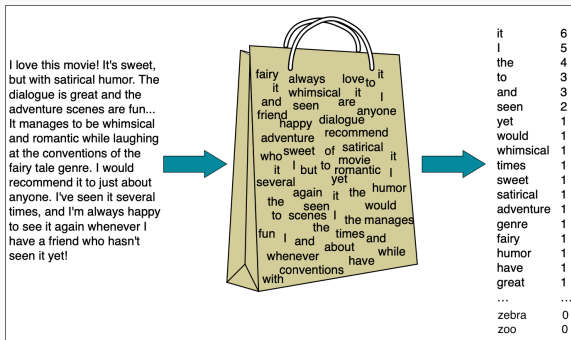 I love this movie! It's sweet,
but with satirical humor. The
dialogue is great and the
adventure scenes are fun...
It manages to be whimsical
and romantic while laughing
at the conventions of the
fairy tale genre. I would
recommend it to just about
anyone. I've seen it several
times, and I'm always happy
to see it again whenever I
have a friend who hasn't
seen it yet!
fairy always love to it
it whimsical it I
and seen are anyone
friend happy dialogue
adventure recommend
who sweet of satirical it
it I but to movie romantic I
several yet
again it the humor
the seen would
to scenes I the manages
fun I and the times and
about while
whenever have
conventions
with
it 6
I 5
the 4
to 3
and 3
seen 2
yet 1
would 1
whimsical 1
times 1
sweet 1
satirical 1
adventure 1
genre 1
fairy 1
humor 1
have 1
great 1
… …
zebra 0
zoo 0